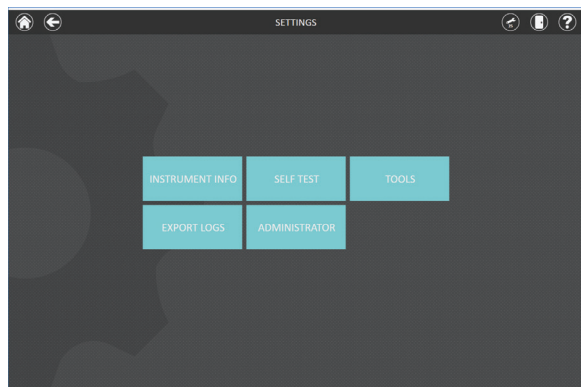 SETTINGS
?
INSTRUMENT INFO
SELF TEST
TOOLS
EXPORT LOGS
ADMINISTRATOR